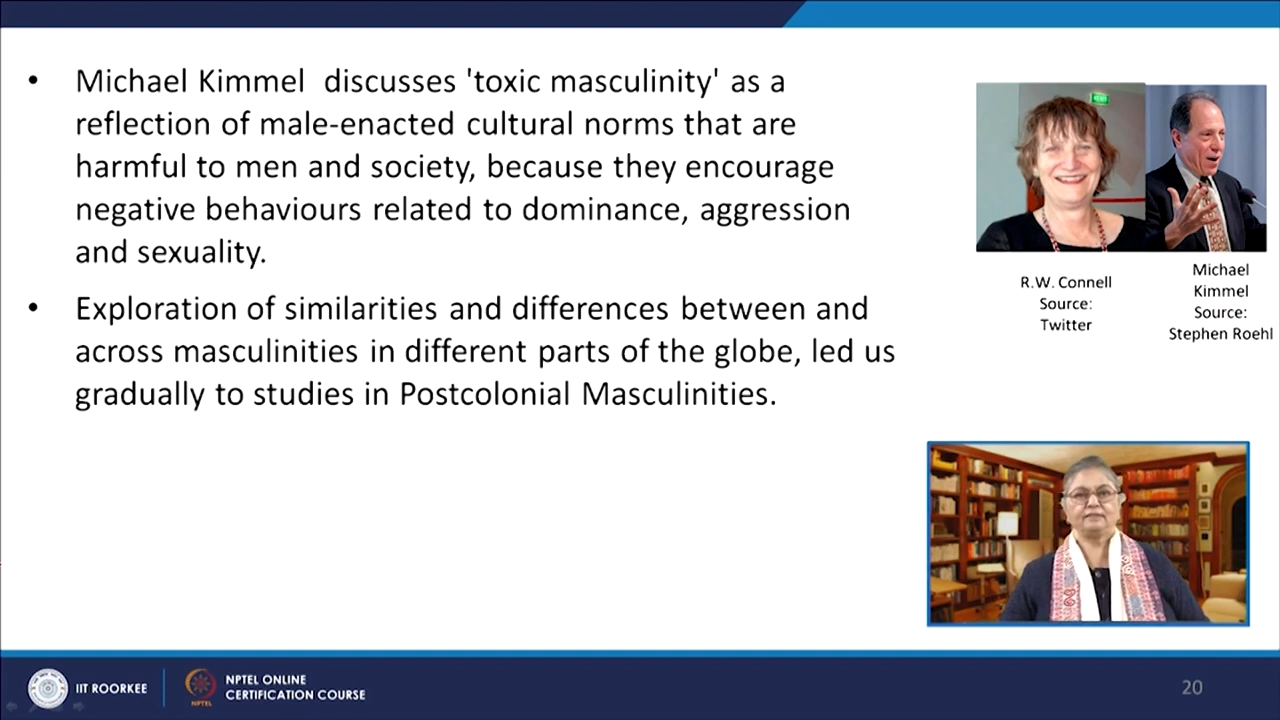 • Michael Kimmel  discusses 'toxic masculinity' as a
reflection of male-enacted cultural norms that are
harmful to men and society, because they encourage
negative behaviours related to dominance, aggression
and sexuality.
• Exploration of similarities and differences between and
across masculinities in different parts of the globe, led us
gradually to studies in Postcolonial Masculinities.
R.W. Connell
Source:
Twitter
Michael
Kimmel
Source:
Stephen Roehl
IIT ROORKEE
NPTEL
NPTEL ONLINE
CERTIFICATION COURSE
20